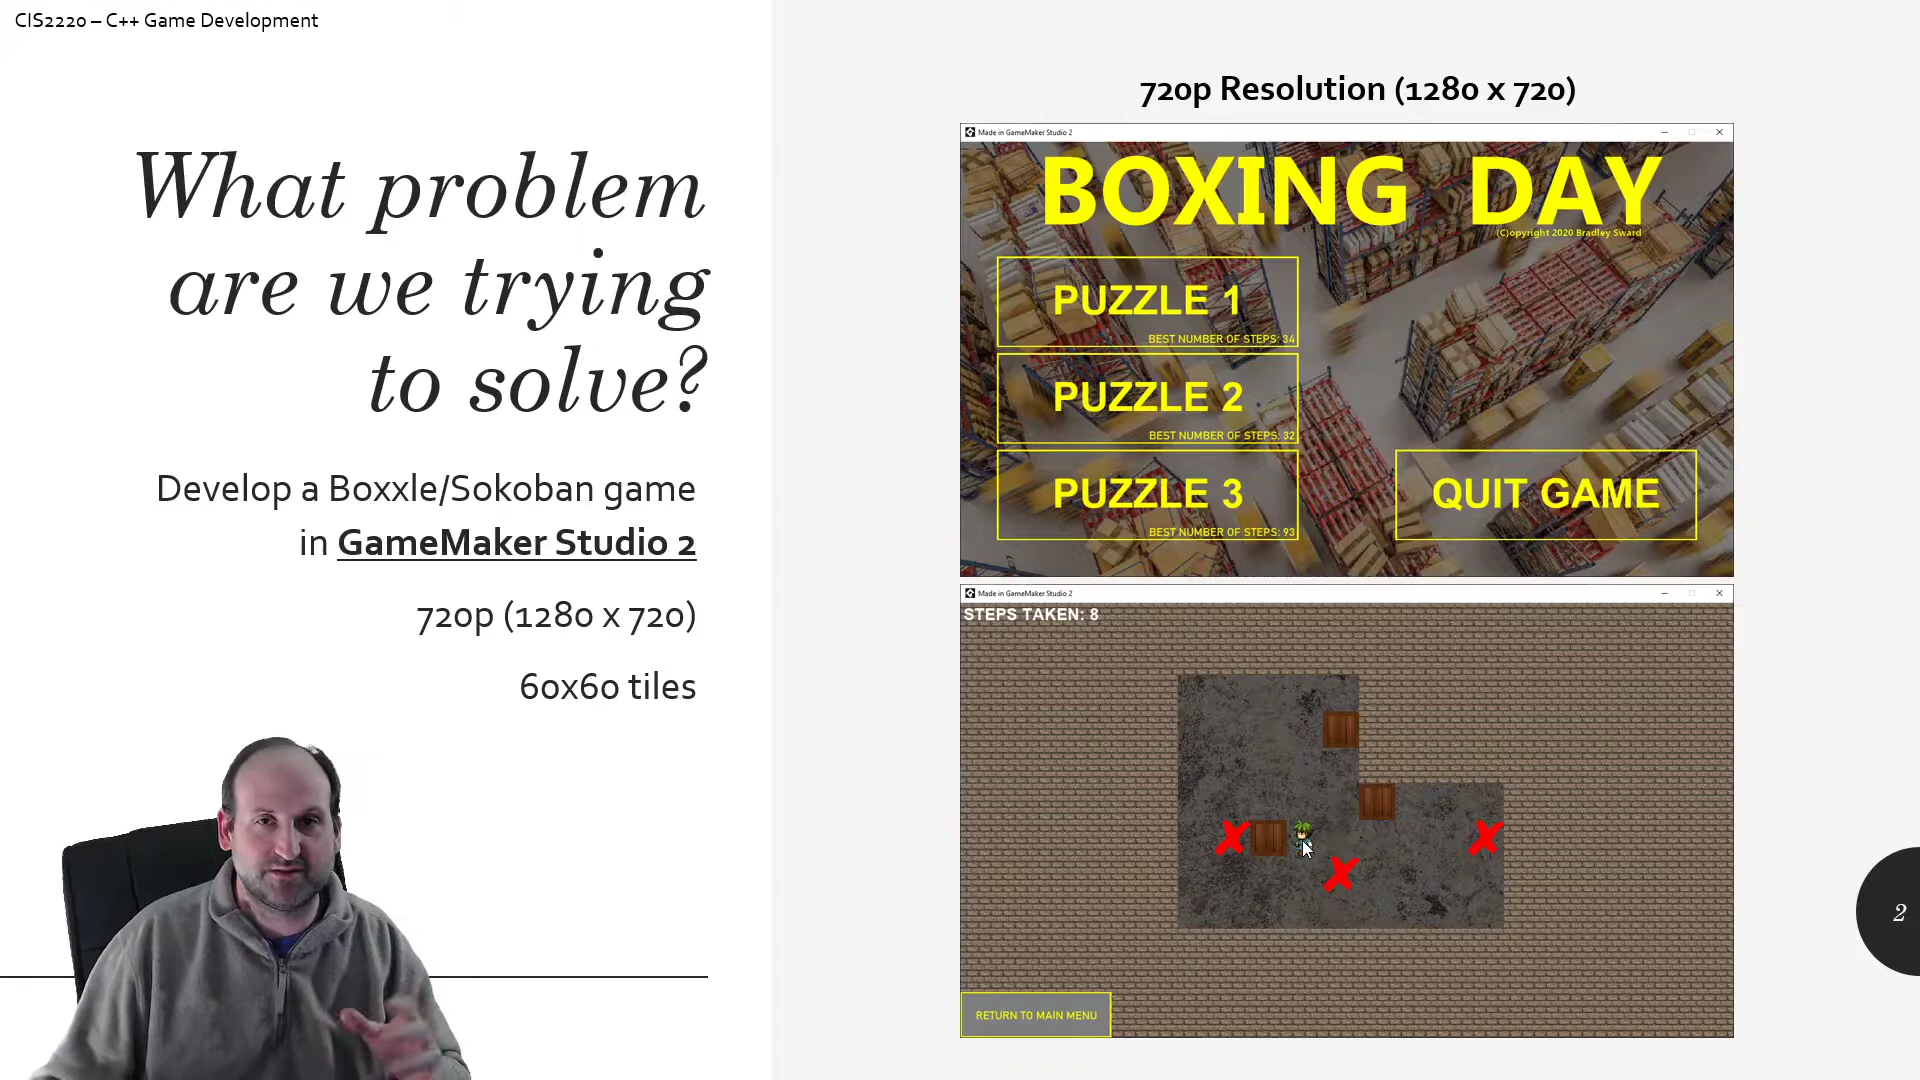 CIS2220 – C++ Game Development
What problem
are we trying
to solve?
Develop a Boxxle/Sokoban game
in GameMaker Studio 2
720p (1280 x 720)
60x60 tiles
720p Resolution (1280 x 720)
Made in GameMaker Studio 2
BOXING DAY
(C)opyright 2020 Bradley Sward
PUZZLE 1
BEST NUMBER OF STEPS: 34
PUZZLE 2
BEST NUMBER OF STEPS: 32
PUZZLE 3
BEST NUMBER OF STEPS: 93
QUIT GAME
Made in GameMaker Studio 2
STEPS TAKEN: 8
RETURN TO MAIN MENU
2